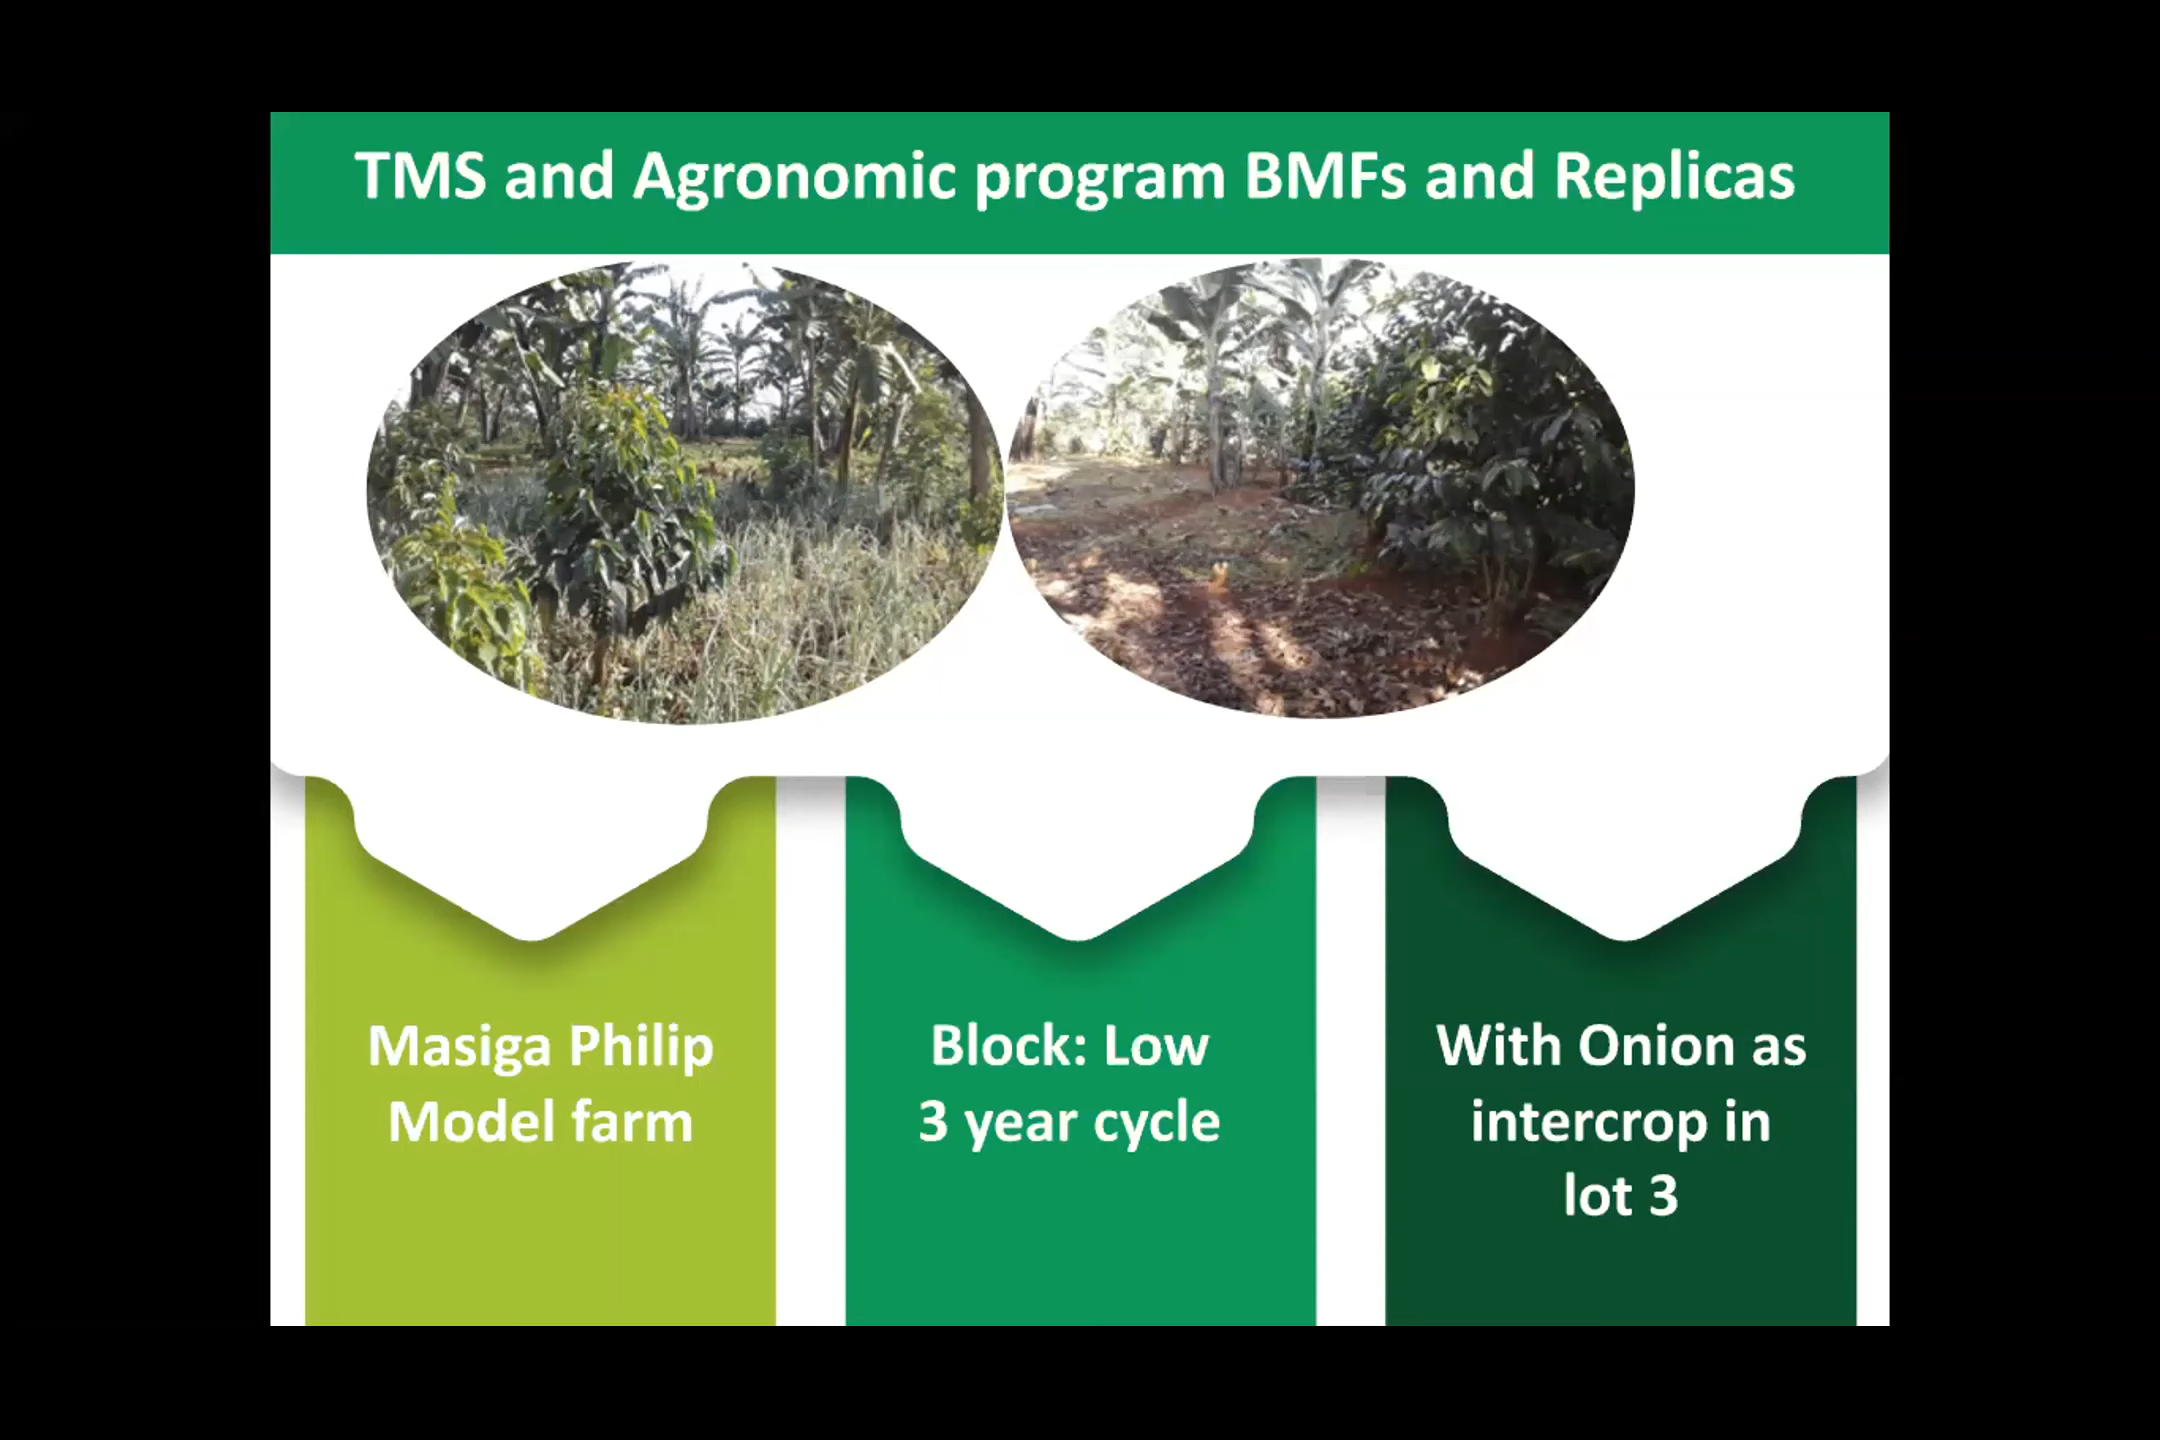 TMS and Agronomic program BMFs and Replicas
Masiga Philip
Model farm
Block: Low
3 year cycle
With Onion as
intercrop in
lot 3